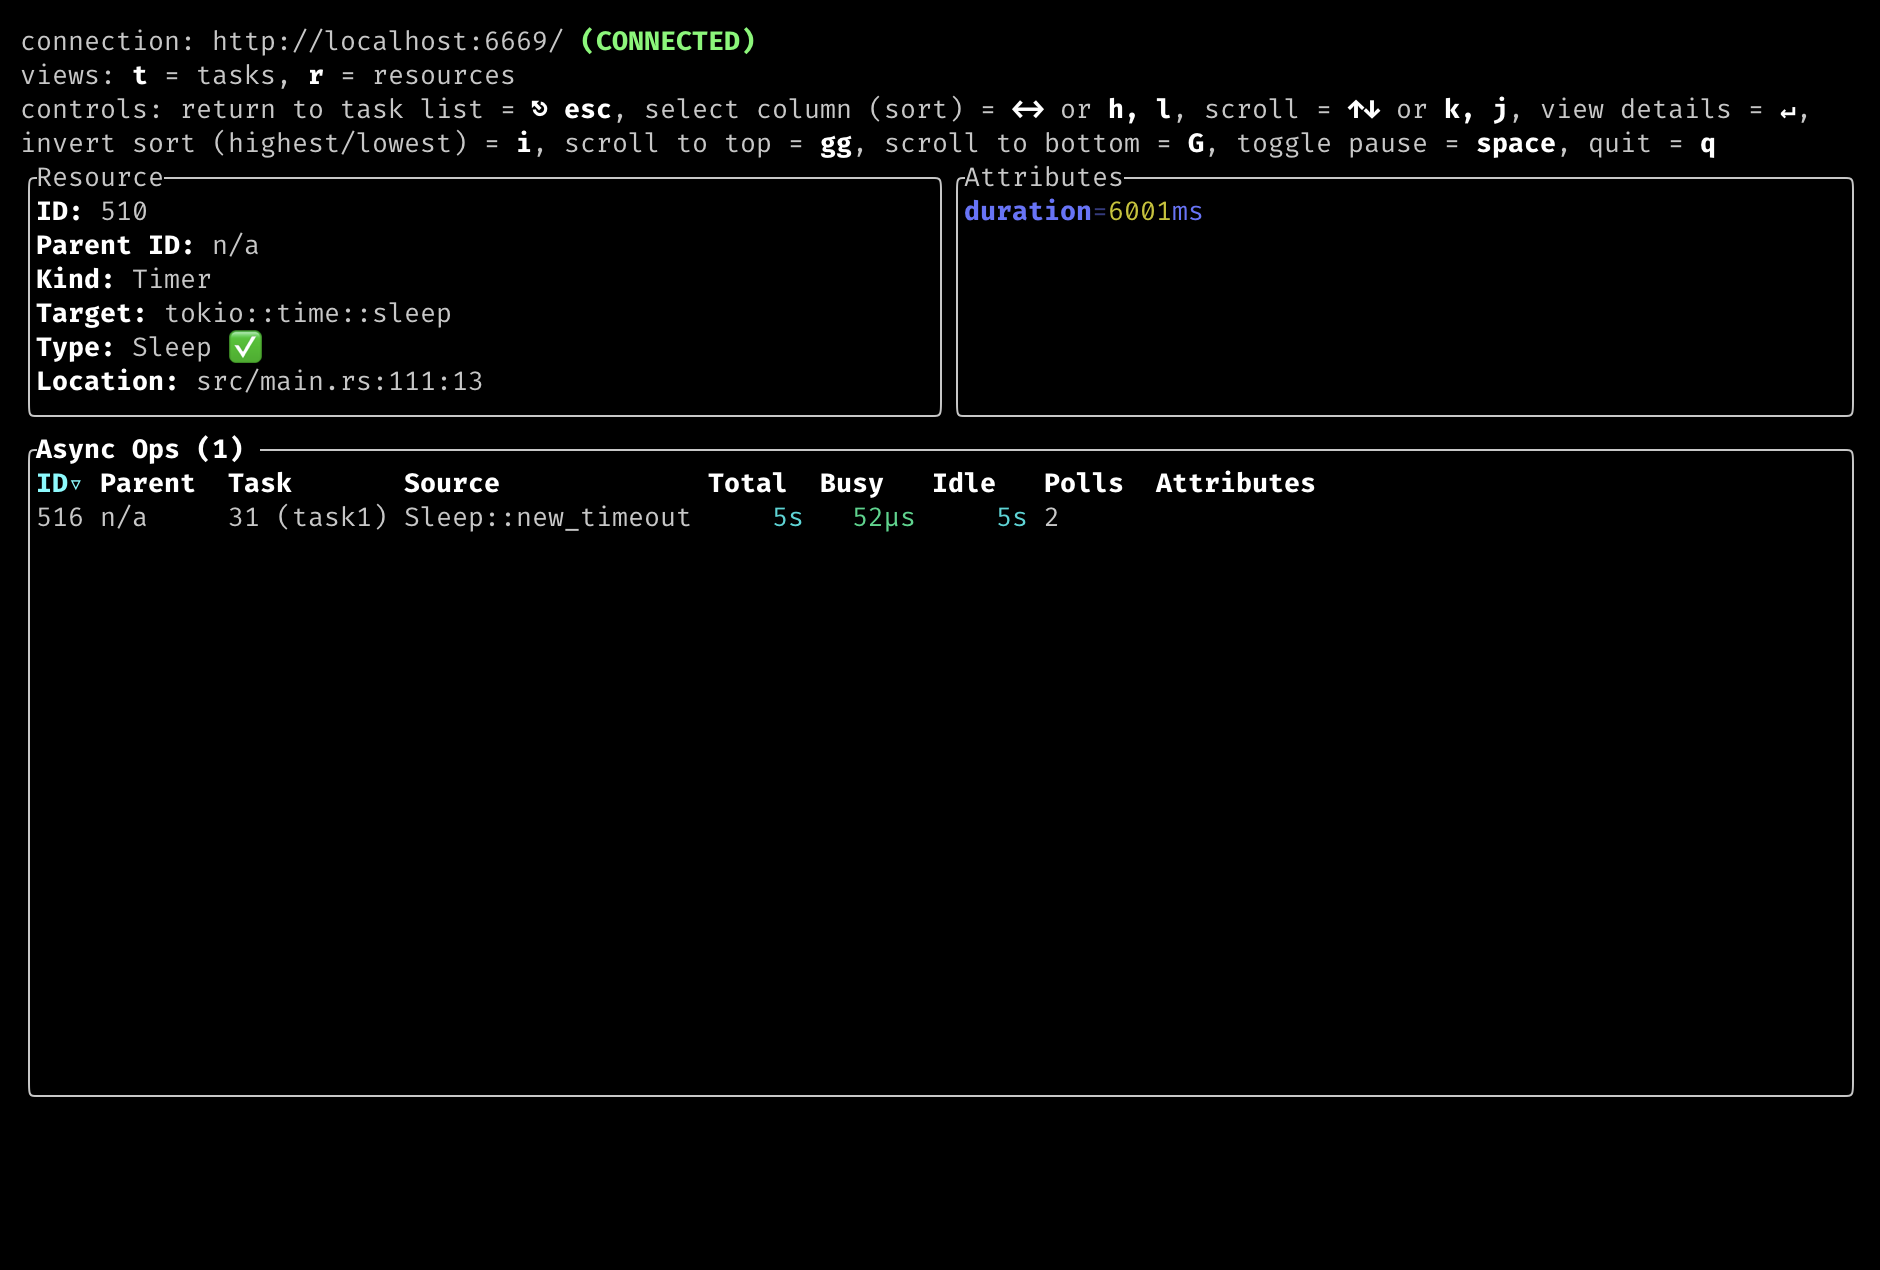 connection: http://localhost:6669/ (CONNECTED)
views: t = tasks, r = resources
controls: return to task list = ⎋ esc, select column (sort) = ↔ or h, l, scroll = ↑↓ or k, j, view details = ↵,
invert sort (highest/lowest) = i, scroll to top = gg, scroll to bottom = G, toggle pause = space, quit = q
Resource
ID: 510
Parent ID: n/a
Kind: Timer
Target: tokio::time::sleep
Type: Sleep ✅
Location: src/main.rs:111:13
Attributes
duration=6001ms
Async Ops (1)
ID▿ Parent Task Source Total Busy Idle Polls Attributes
516 n/a 31 (task1) Sleep::new_timeout 5s 52µs 5s 2